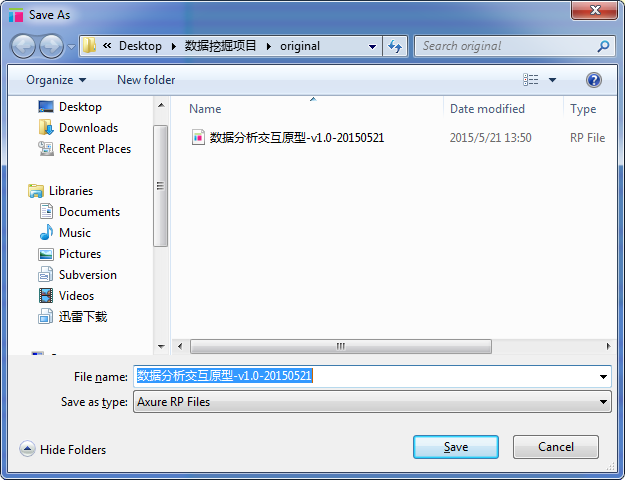 Save As
« Desktop 数据挖掘项目 original
Search original
Organize New folder
Name Date modified Type
数据分析交互原型-v1.0-20150521 2015/5/21 13:50 RP File
Desktop
Downloads
Recent Places
Libraries
Documents
Music
Pictures
Subversion
Videos
迅雷下载
File name: 数据分析交互原型-v1.0-20150521
Save as type: Axure RP Files
Hide Folders
Save Cancel